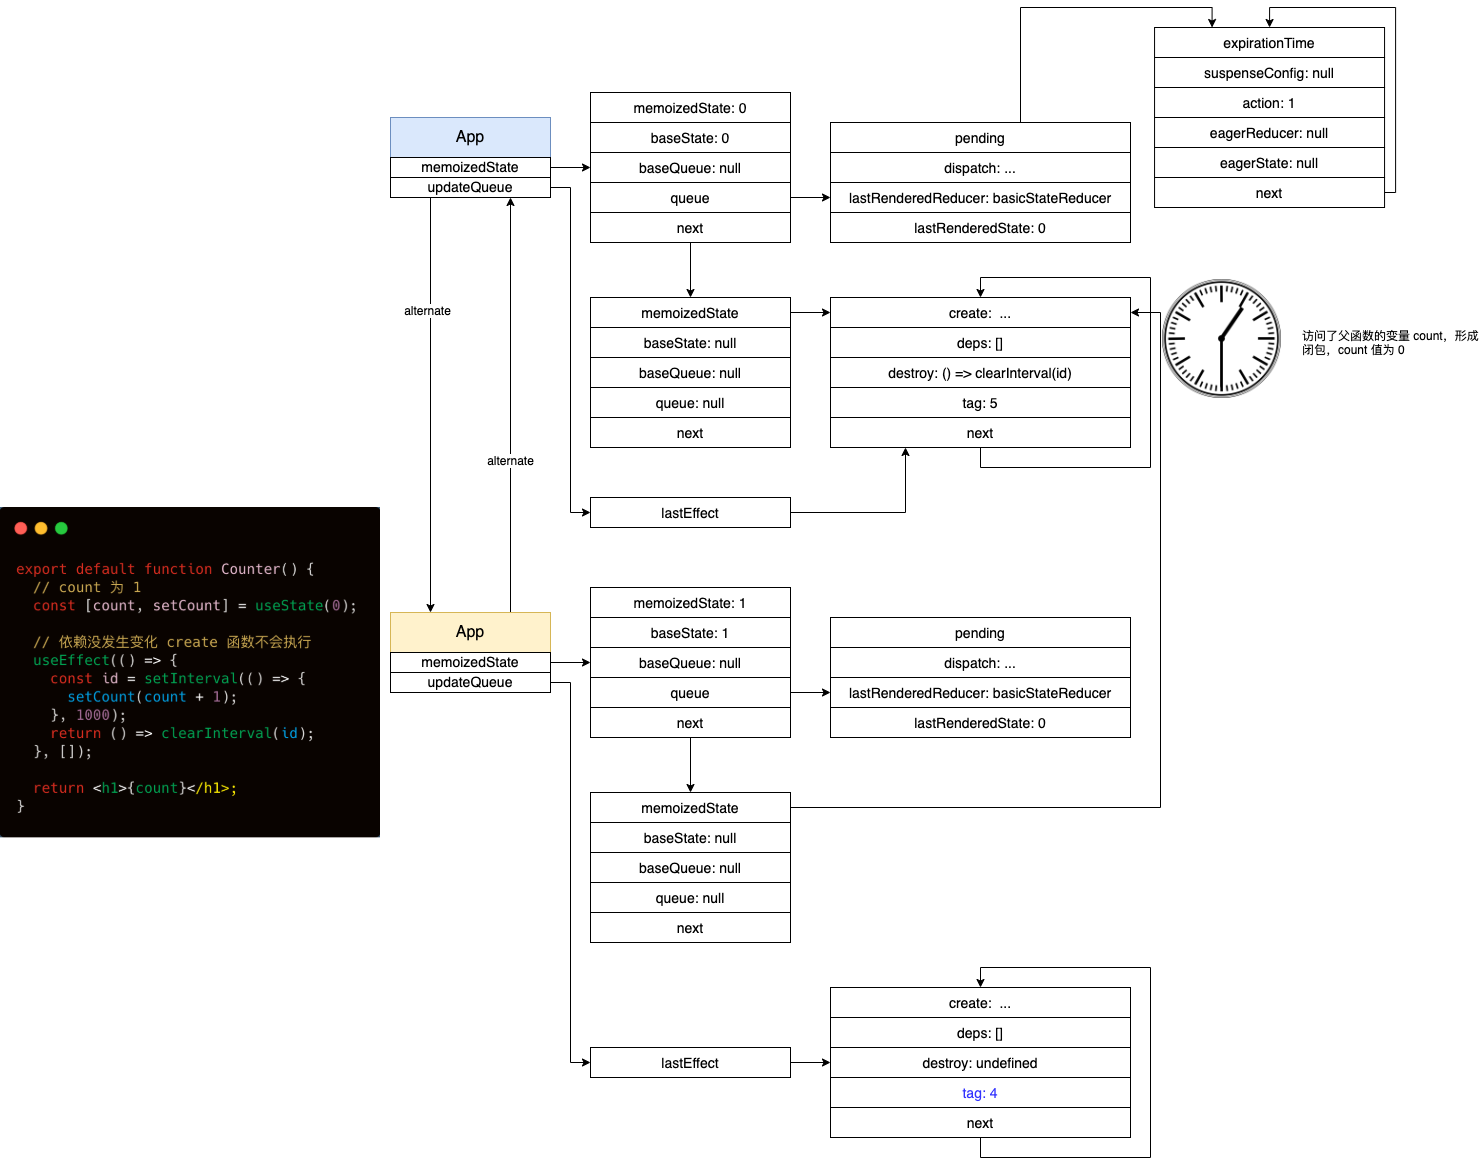 expirationTime
suspenseConfig: null
action: 1
eagerReducer: null
eagerState: null
next
App
memoizedState
updateQueue
memoizedState: 0
baseState: 0
baseQueue: null
queue
next
pending
dispatch: ...
lastRenderedReducer: basicStateReducer
lastRenderedState: 0
alternate
alternate
memoizedState
baseState: null
baseQueue: null
queue: null
next
create: ...
deps: []
destroy: () => clearInterval(id)
tag: 5
next
访问了父函数的变量 count，形成
闭包，count 值为 0
lastEffect
export default function Counter() {
// count 为 1
const [count, setCount] = useState(0);
// 依赖没发生变化 create 函数不会执行
useEffect(() => {
const id = setInterval(() => {
setCount(count + 1);
}, 1000);
return () => clearInterval(id);
}, []);
return <h1>{count}</h1>;
}
App
memoizedState
updateQueue
memoizedState: 1
baseState: 1
baseQueue: null
queue
next
pending
dispatch: ...
lastRenderedReducer: basicStateReducer
lastRenderedState: 0
memoizedState
baseState: null
baseQueue: null
queue: null
next
lastEffect
create: ...
deps: []
destroy: undefined
tag: 4
next